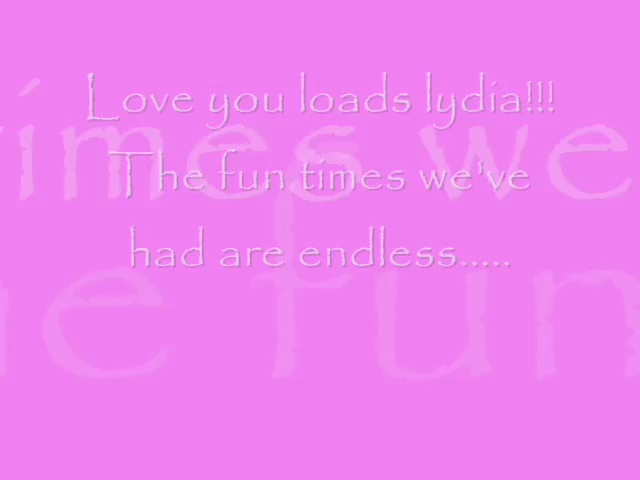 Love you loads lydia!!!
The fun times we've
had are endless.....